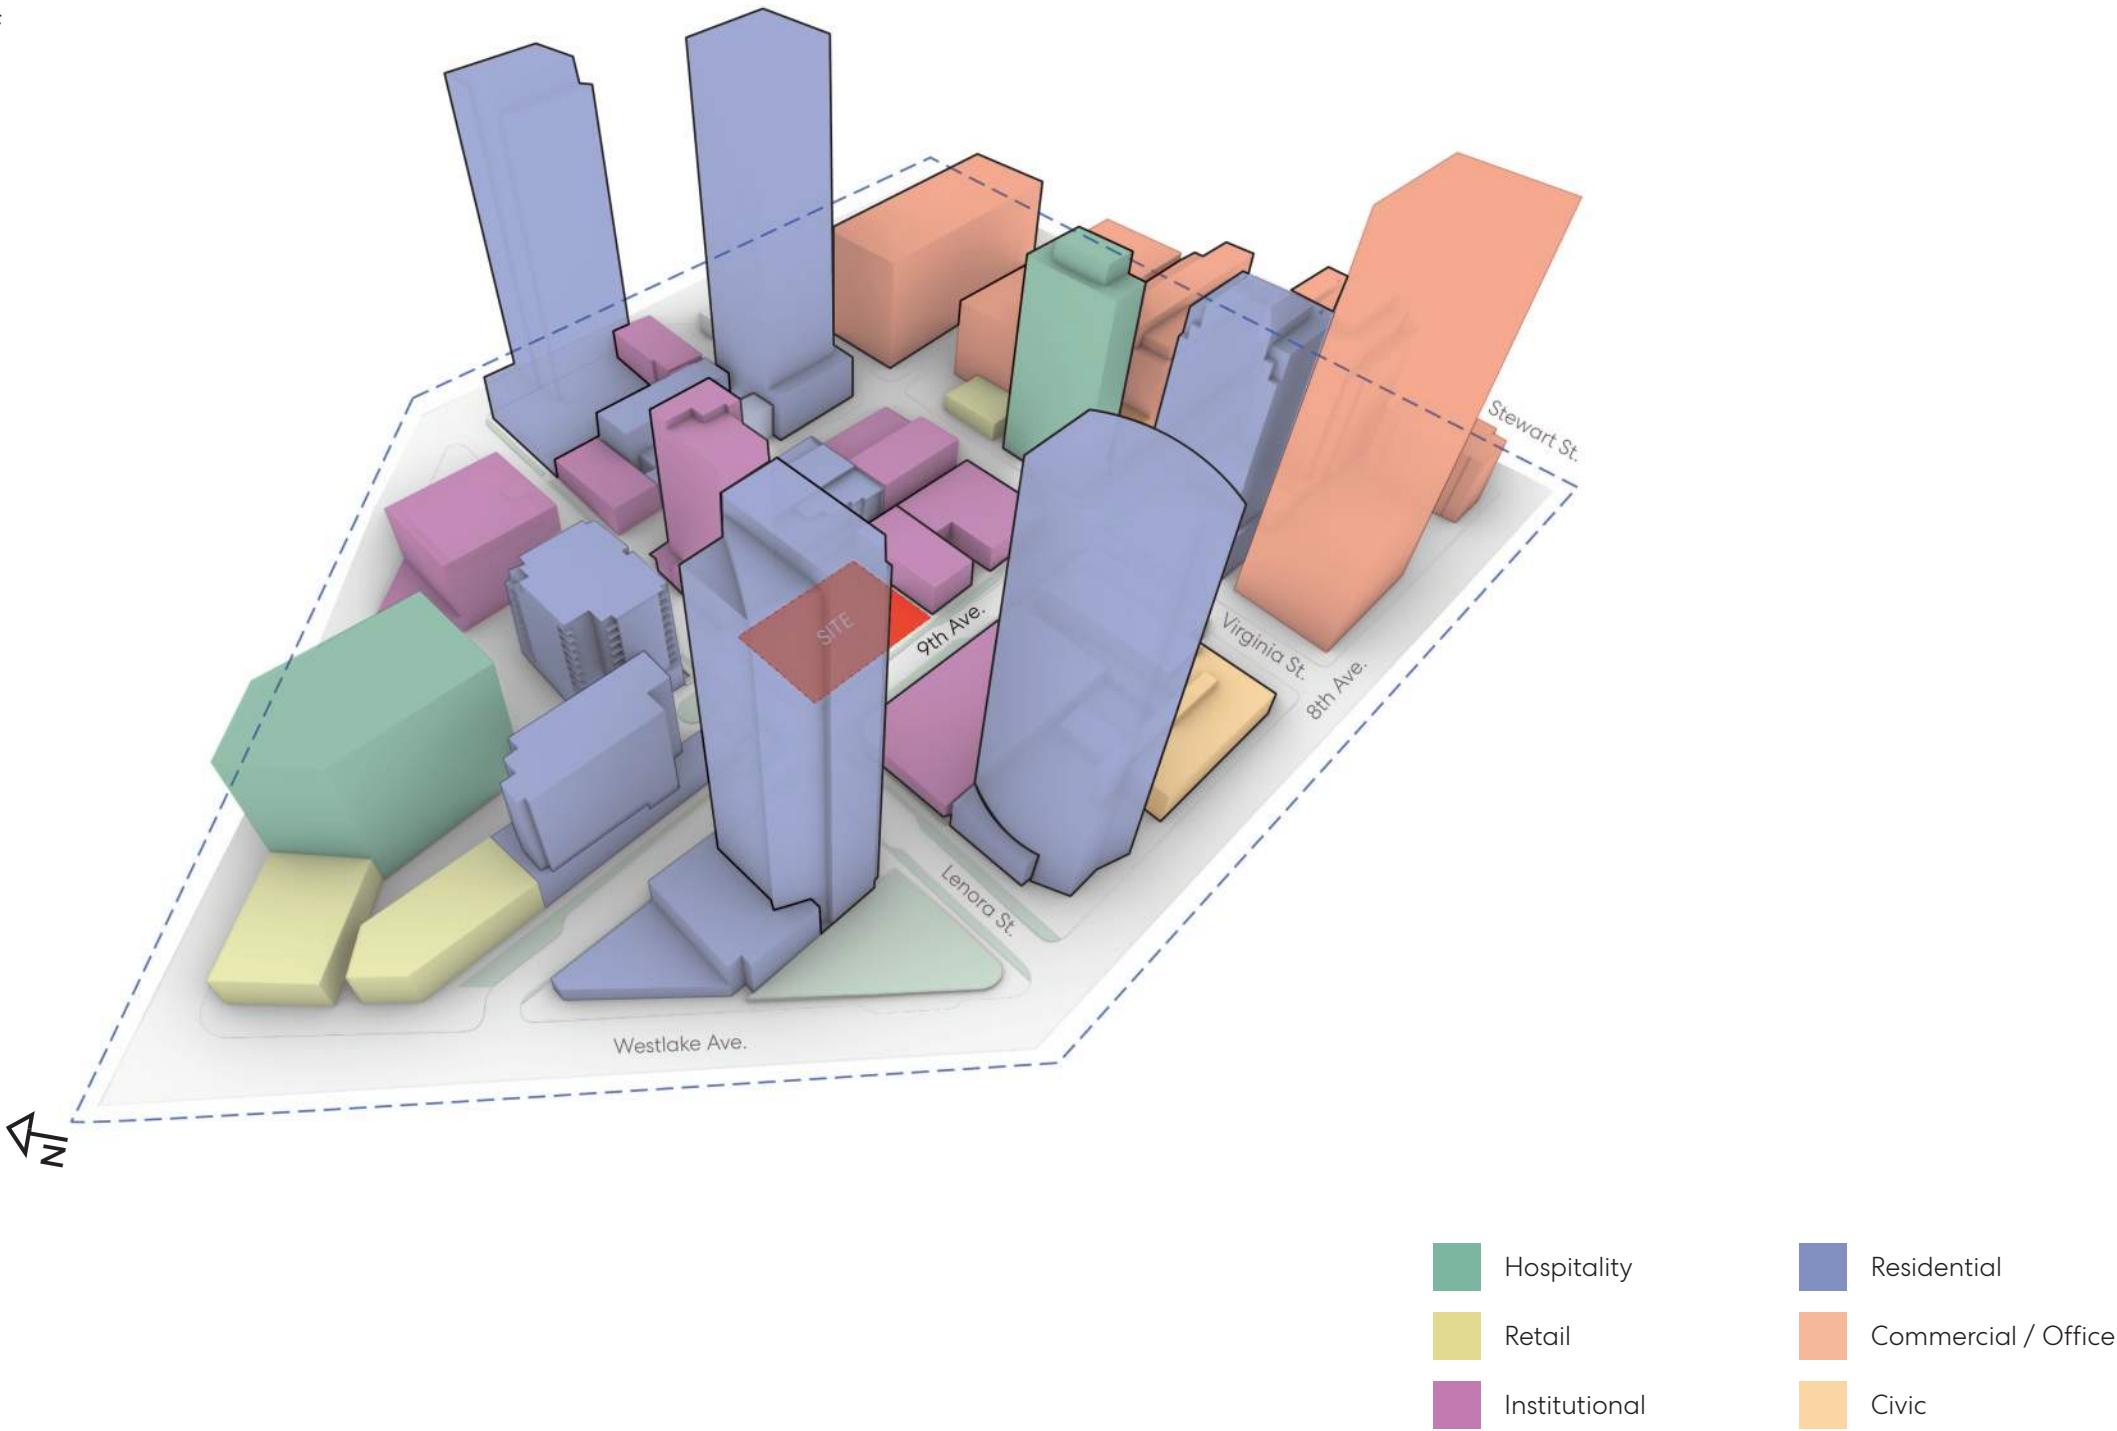 Stewart St.
SITE
9th Ave.
Virginia St.
8th Ave.
Lenora St.
Westlake Ave.
N
Hospitality
Residential
Retail
Commercial / Office
Institutional
Civic